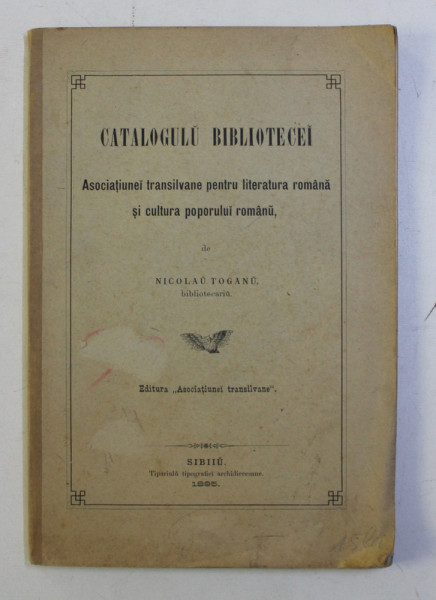 CATALOGULŬ BIBLIOTECEĬ
Asociațiuneĭ transilvane pentru literatura română
și cultura poporuluĭ românŭ,
de
NICOLAŬ TOGANŬ,
bibliotecariŭ.
Editura „Asociațiuneĭ transilvane".
SIBIIŬ.
Tipariulŭ tipografieĭ archidiecesane.
1895.